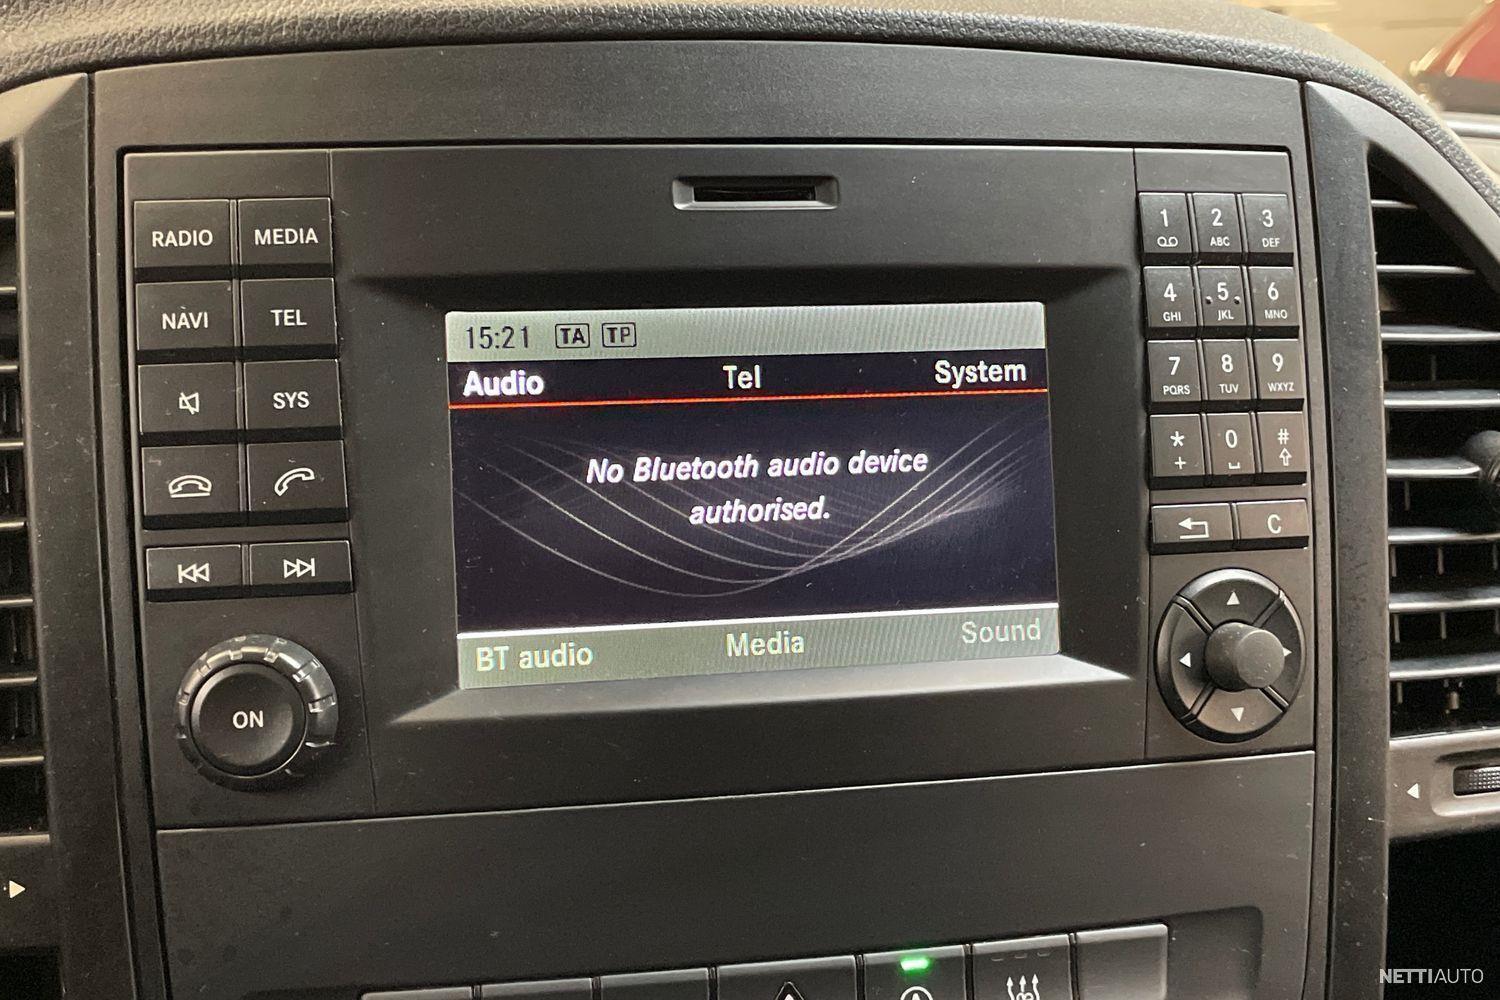 RADIO MEDIA
NAVI TEL
SYS
ON
15:21 TA TP
Audio Tel System
No Bluetooth audio device
authorised.
BT audio Media Sound
1 2 ABC 3 DEF
4 GHI 5 JKL 6 MNO
7 PQRS 8 TUV 9 WXYZ
* + 0 #
C
NETTIAUTO